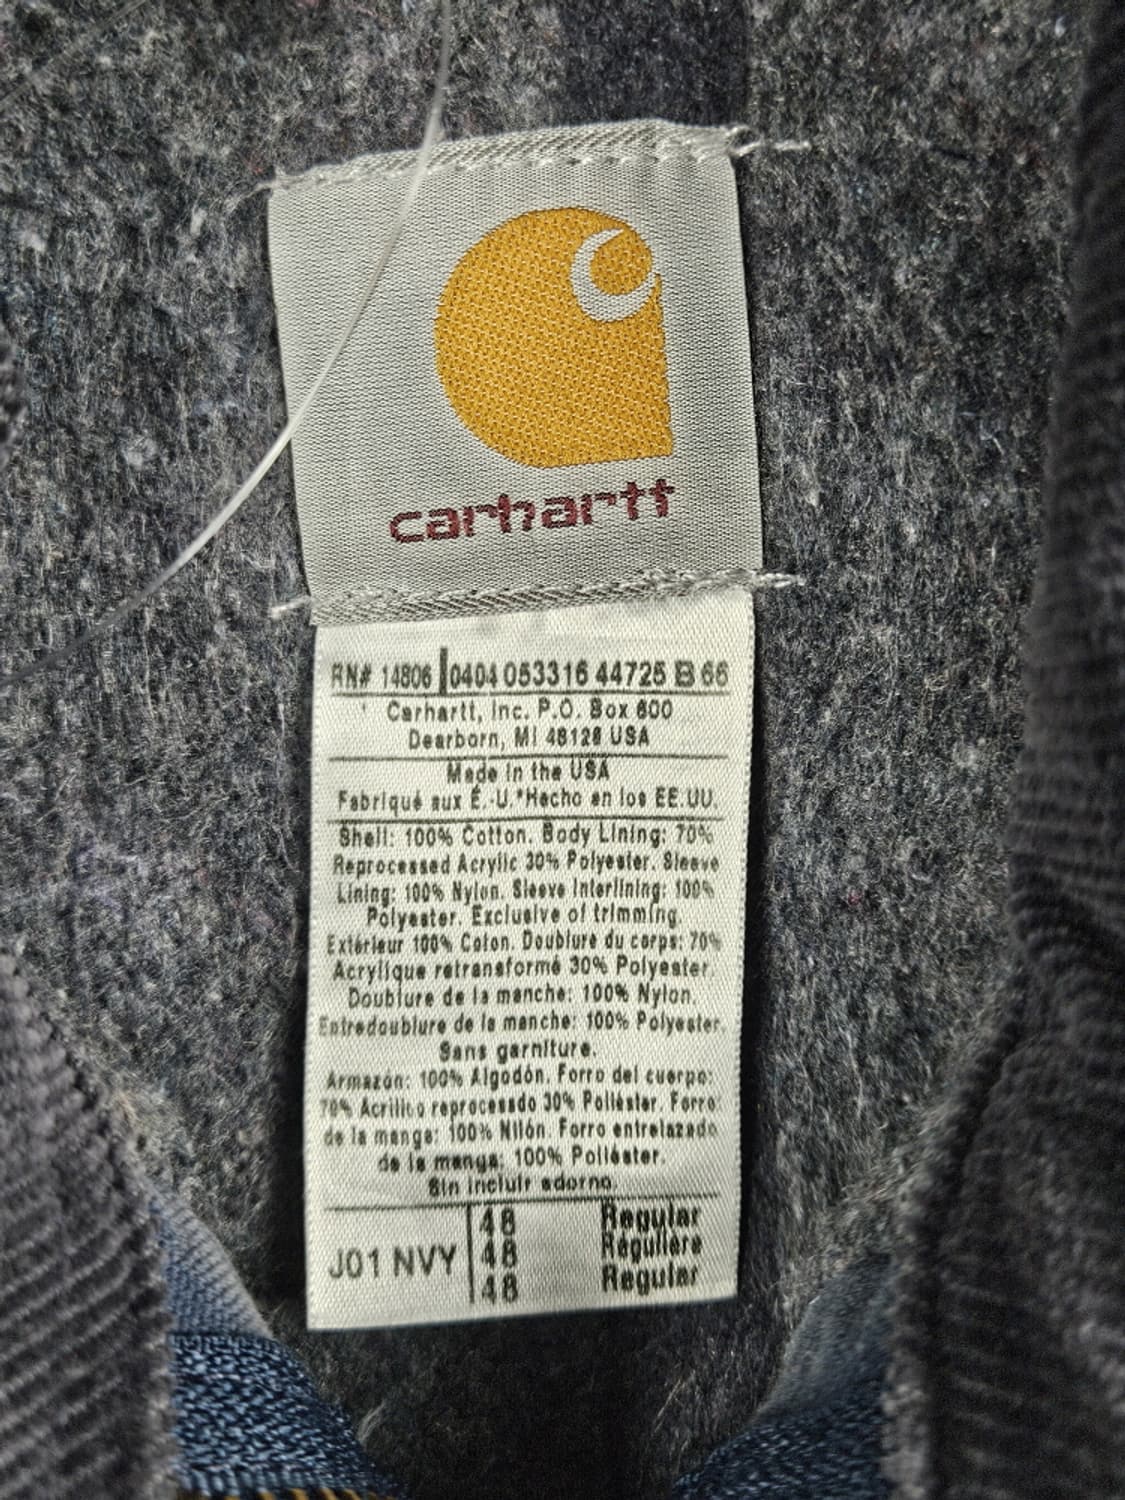 carhartt
RN# 14806 0404 053316 44725 B 66
Carhartt, Inc. P.O. Box 600
Dearborn, MI 48128 USA
Made in the USA
Fabriqué aux É.-U.*Hecho en los EE.UU.
Shell: 100% Cotton. Body Lining: 70%
Reprocessed Acrylic 30% Polyester. Sleeve
Lining: 100% Nylon. Sleeve Interlining: 100%
Polyester. Exclusive of trimming.
Extérieur 100% Coton. Doublure du corps: 70%
Acrylique retransformé 30% Polyester.
Doublure de la manche: 100% Nylon.
Entredoublure de la manche: 100% Polyester.
Sans garniture.
Armazón: 100% Algodón. Forro del cuerpo:
70% Acrílico reprocessado 30% Poliéster. Forro
de la manga: 100% Nilón. Forro entrelazado
de la manga: 100% Poliéster.
Sin incluir adorno.
J01 NVY
48 Regular
48 Régulière
48 Regular